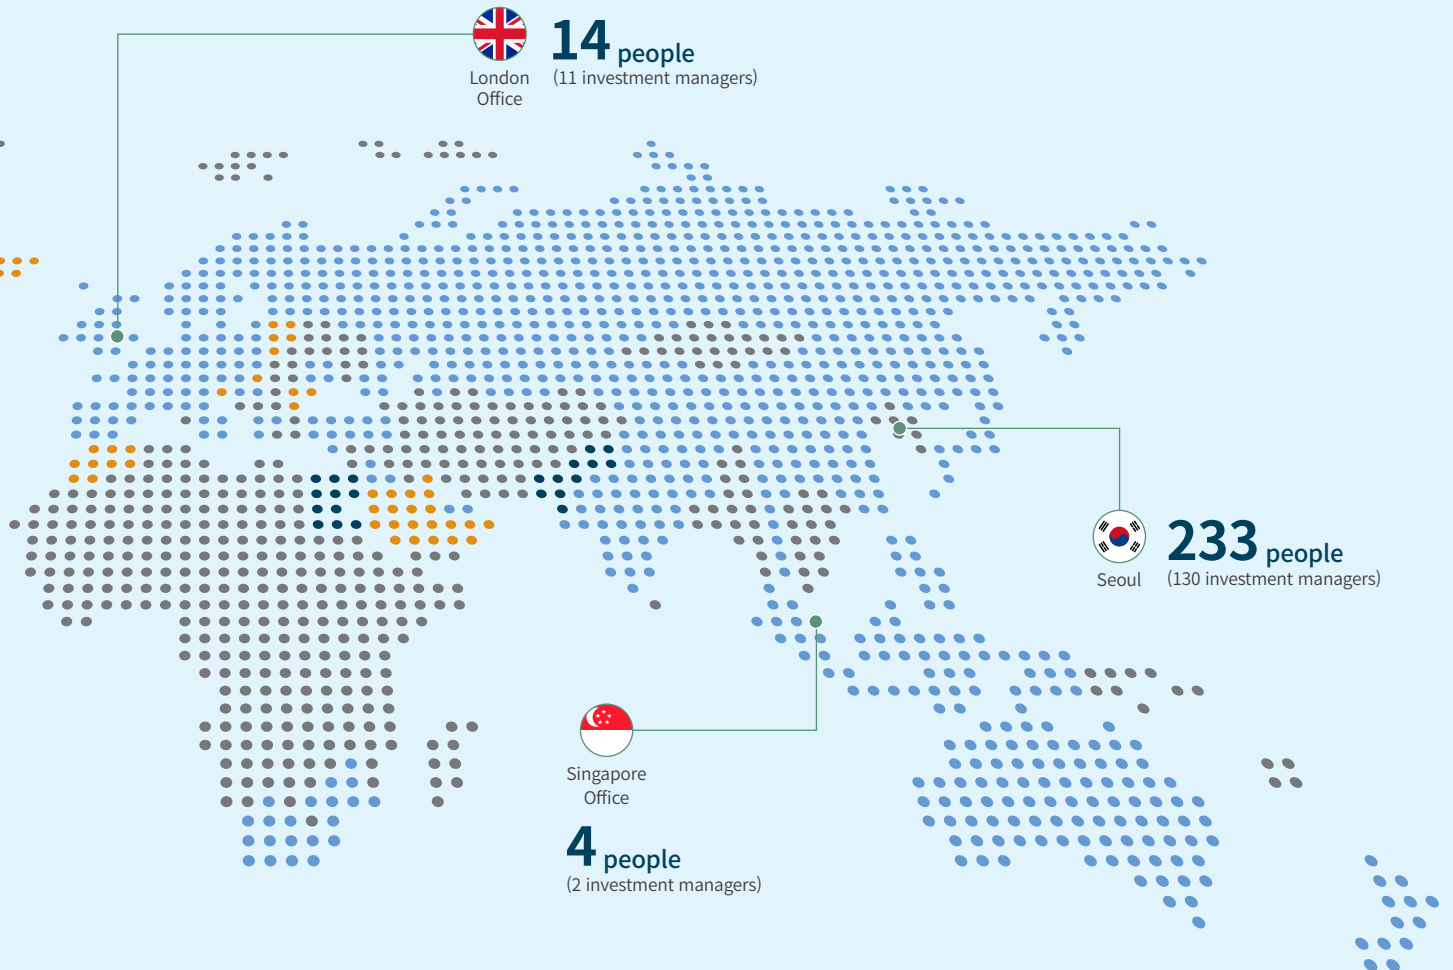 14 people
London
Office
(11 investment managers)
233 people
Seoul
(130 investment managers)
Singapore
Office
4 people
(2 investment managers)